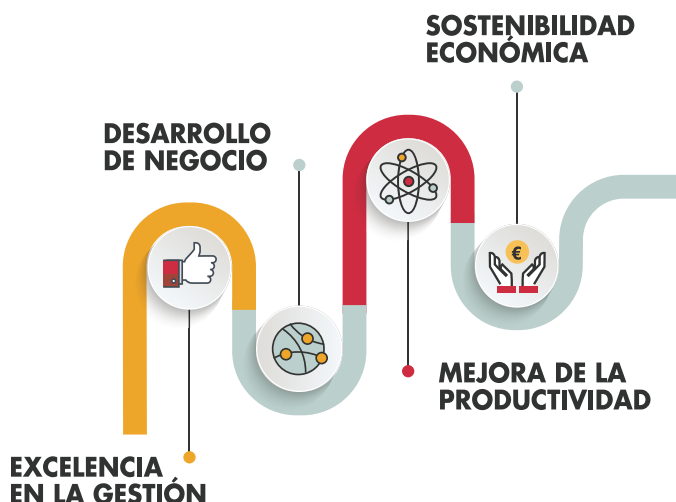 SOSTENIBILIDAD
ECONÓMICA
DESARROLLO
DE NEGOCIO
€
MEJORA DE LA
PRODUCTIVIDAD
EXCELENCIA
EN LA GESTIÓN